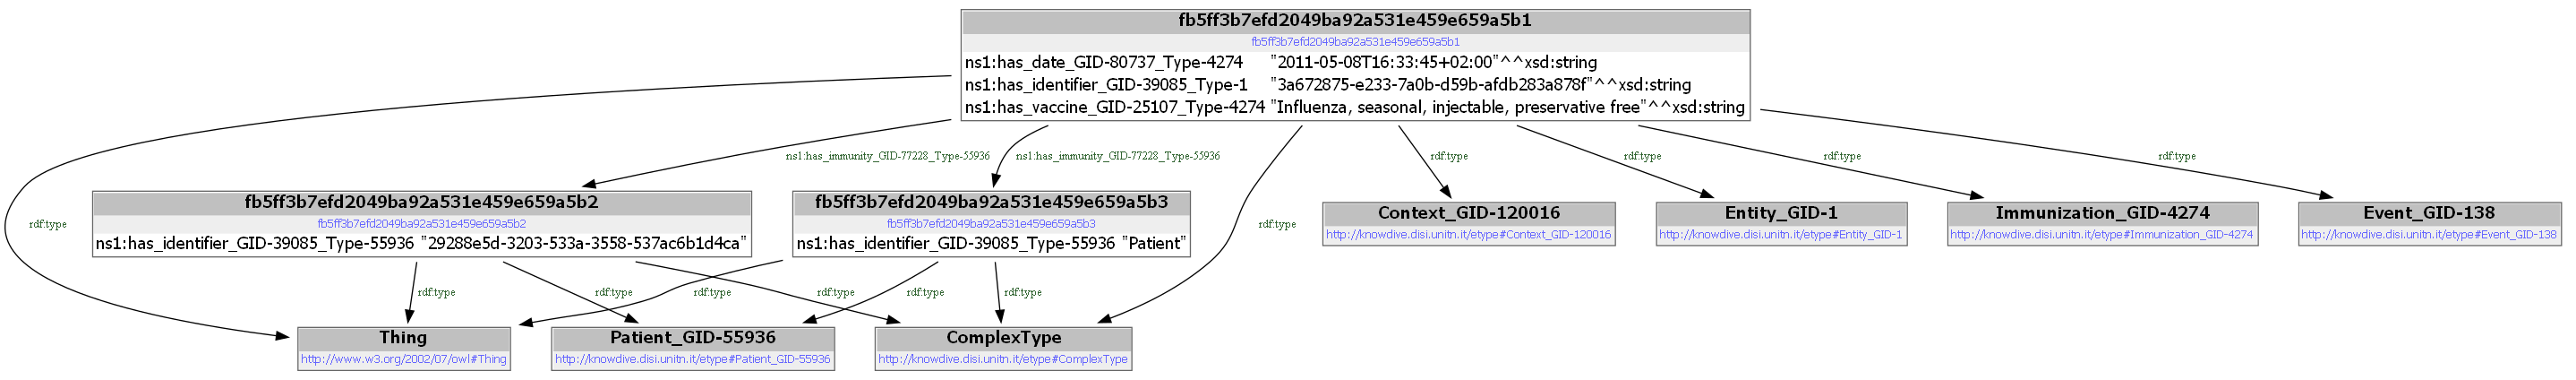 fb5ff3b7efd2049ba92a531e459e659a5b1
fb5ff3b7efd2049ba92a531e459e659a5b1
ns1:has_date_GID-80737_Type-4274 "2011-05-08T16:33:45+02:00"^^xsd:string
ns1:has_identifier_GID-39085_Type-1 "3a672875-e233-7a0b-d59b-afdb283a878f"^^xsd:string
ns1:has_vaccine_GID-25107_Type-4274 "Influenza, seasonal, injectable, preservative free"^^xsd:string
ns1:has_immunity_GID-77228_Type-55936
ns1:has_immunity_GID-77228_Type-55936
rdf:type
rdf:type
rdf:type
rdf:type
fb5ff3b7efd2049ba92a531e459e659a5b2
fb5ff3b7efd2049ba92a531e459e659a5b2
ns1:has_identifier_GID-39085_Type-55936 "29288e5d-3203-533a-3558-537ac6b1d4ca"
fb5ff3b7efd2049ba92a531e459e659a5b3
fb5ff3b7efd2049ba92a531e459e659a5b3
ns1:has_identifier_GID-39085_Type-55936 "Patient"
Context_GID-120016
http://knowdive.disi.unitn.it/etype#Context_GID-120016
Entity_GID-1
http://knowdive.disi.unitn.it/etype#Entity_GID-1
Immunization_GID-4274
http://knowdive.disi.unitn.it/etype#Immunization_GID-4274
Event_GID-138
http://knowdive.disi.unitn.it/etype#Event_GID-138
rdf:type
rdf:type
rdf:type
rdf:type
rdf:type
rdf:type
rdf:type
rdf:type
Thing
http://www.w3.org/2002/07/owl#Thing
Patient_GID-55936
http://knowdive.disi.unitn.it/etype#Patient_GID-55936
ComplexType
http://knowdive.disi.unitn.it/etype#ComplexType